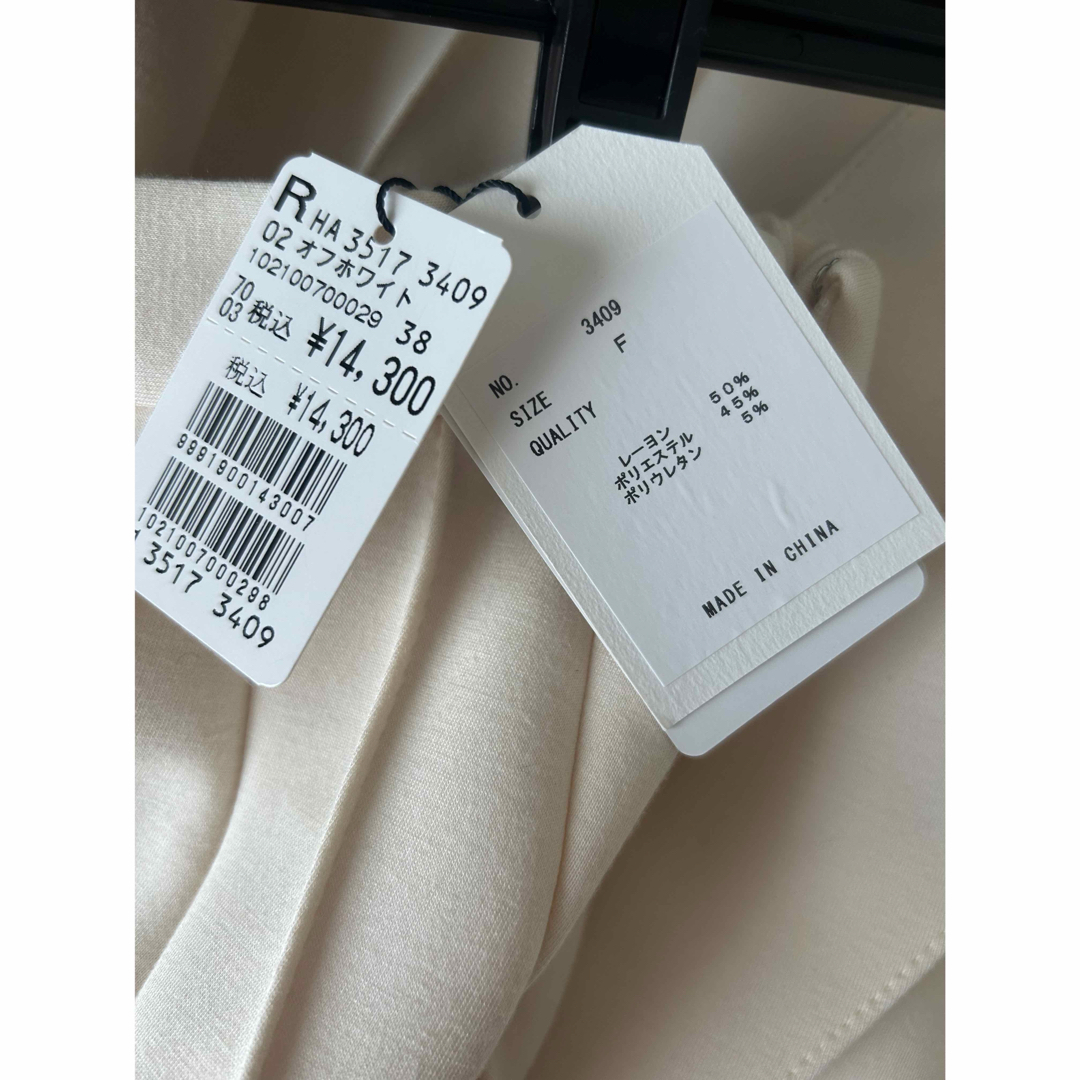 R HA 3517 3409
02 オフホワイト
102100700029 38
70
03 税込 ¥14,300
税込 ¥14,300
9991900143007
1021007000298
3517 3409
NO. 3409
SIZE F
QUALITY
レーヨン 50%
ポリエステル 45%
ポリウレタン 5%
MADE IN CHINA